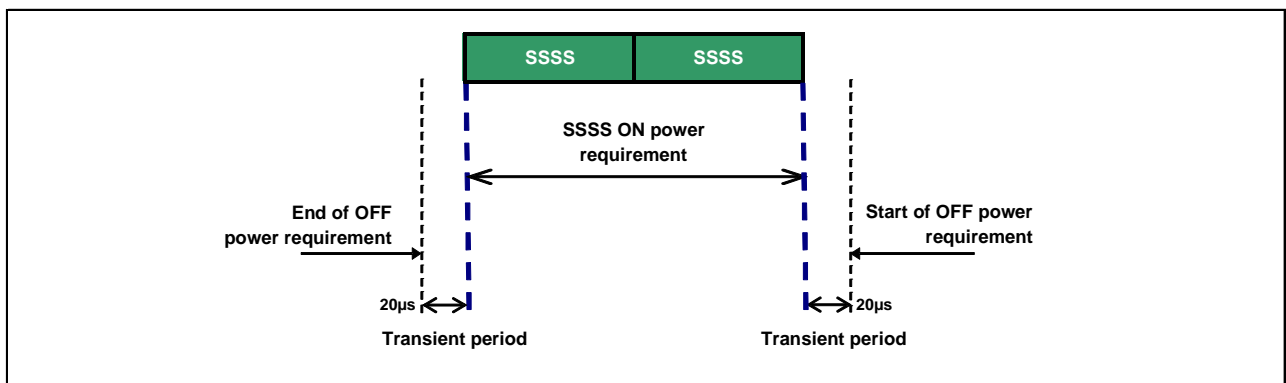 SSSS SSSS
SSSS ON power
requirement
End of OFF
power requirement
Start of OFF power
requirement
20µs
20µs
Transient period
Transient period